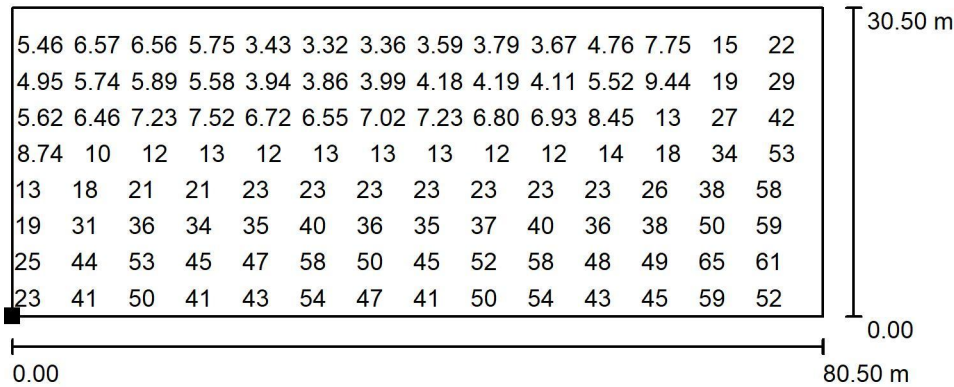 30.50 m
5.46 6.57 6.56 5.75 3.43 3.32 3.36 3.59 3.79 3.67 4.76 7.75 15 22
4.95 5.74 5.89 5.58 3.94 3.86 3.99 4.18 4.19 4.11 5.52 9.44 19 29
5.62 6.46 7.23 7.52 6.72 6.55 7.02 7.23 6.80 6.93 8.45 13 27 42
8.74 10 12 13 12 13 13 13 12 12 14 18 34 53
13 18 21 21 23 23 23 23 23 23 23 26 38 58
19 31 36 34 35 40 36 35 37 40 36 38 50 59
25 44 53 45 47 58 50 45 52 58 48 49 65 61
23 41 50 41 43 54 47 41 50 54 43 45 59 52
0.00
0.00 80.50 m